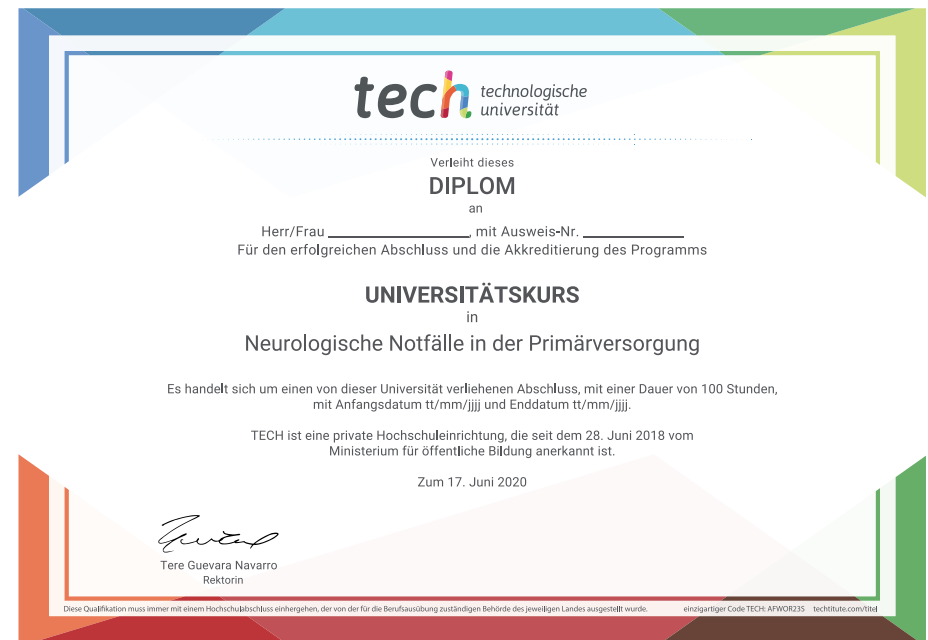 tech technologische
universität
Verleiht dieses
DIPLOM
an
Herr/Frau ____________________, mit Ausweis-Nr. ______________
Für den erfolgreichen Abschluss und die Akkreditierung des Programms
UNIVERSITÄTSKURS
in
Neurologische Notfälle in der Primärversorgung
Es handelt sich um einen von dieser Universität verliehenen Abschluss, mit einer Dauer von 100 Stunden,
mit Anfangsdatum tt/mm/jjjj und Enddatum tt/mm/jjjj.
TECH ist eine private Hochschuleinrichtung, die seit dem 28. Juni 2018 vom
Ministerium für öffentliche Bildung anerkannt ist.
Zum 17. Juni 2020
Tere Guevara Navarro
Rektorin
Diese Qualifikation muss immer mit einem Hochschulabschluss einhergehen, der von der für die Berufsausübung zuständigen Behörde des jeweiligen Landes ausgestellt wurde. einzigartiger Code TECH: AFWOR23S techtitute.com/titel